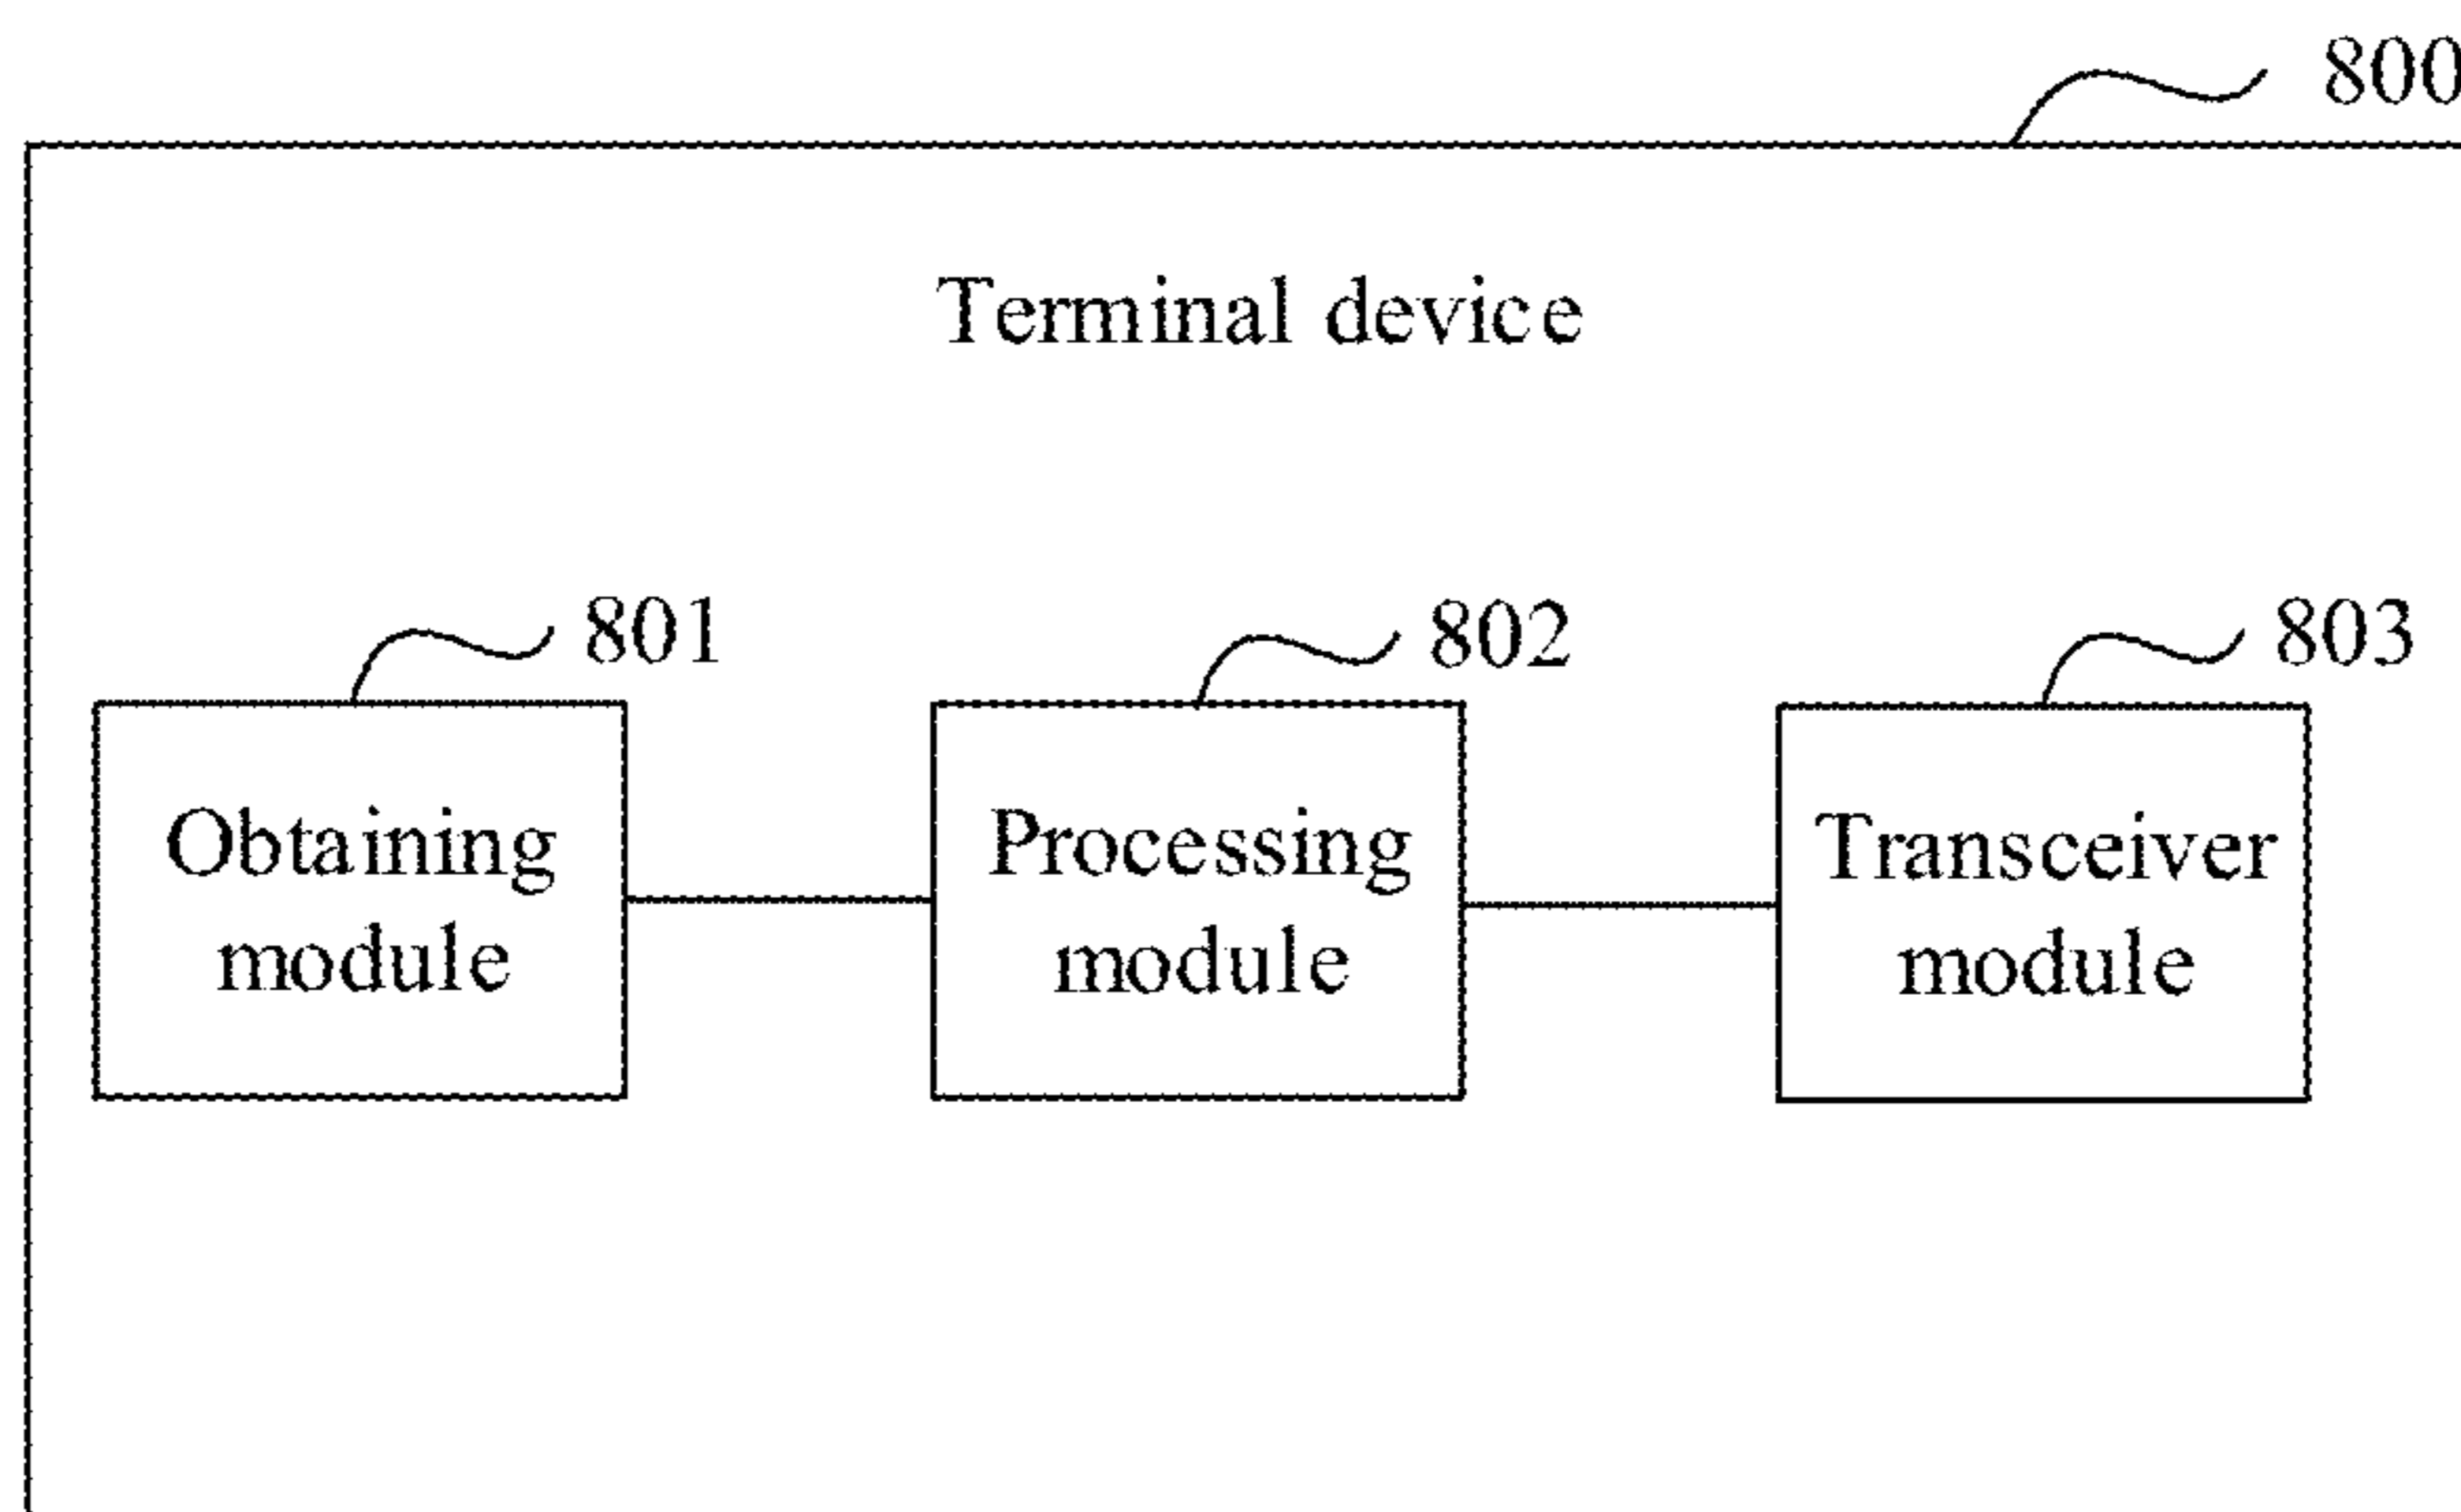 800
Terminal device
801
802
803
Obtaining
module
Processing
module
Transceiver
module